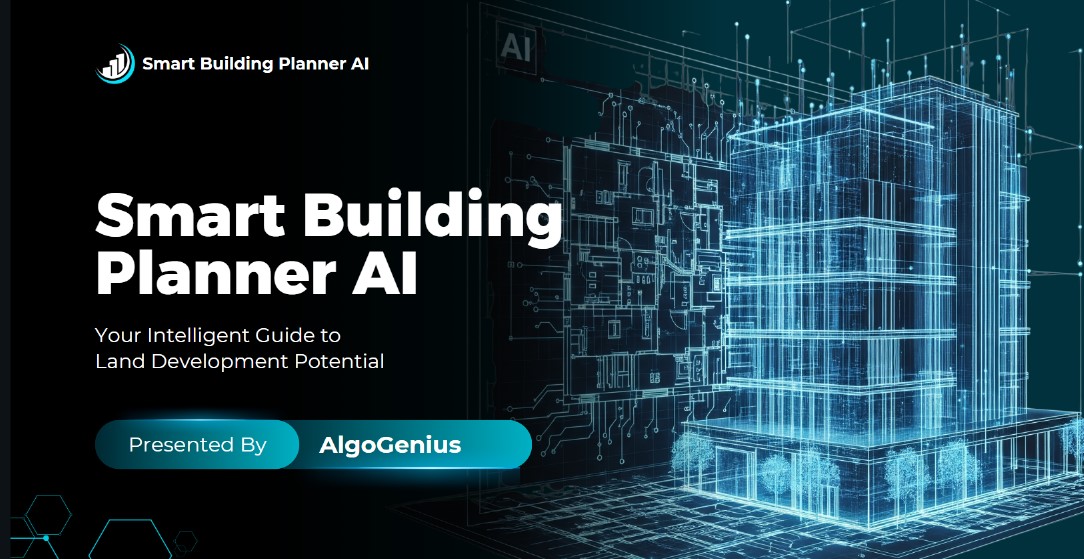 AI
Smart Building Planner AI
Smart Building
Planner AI
Your Intelligent Guide to
Land Development Potential
Presented By AlgoGenius